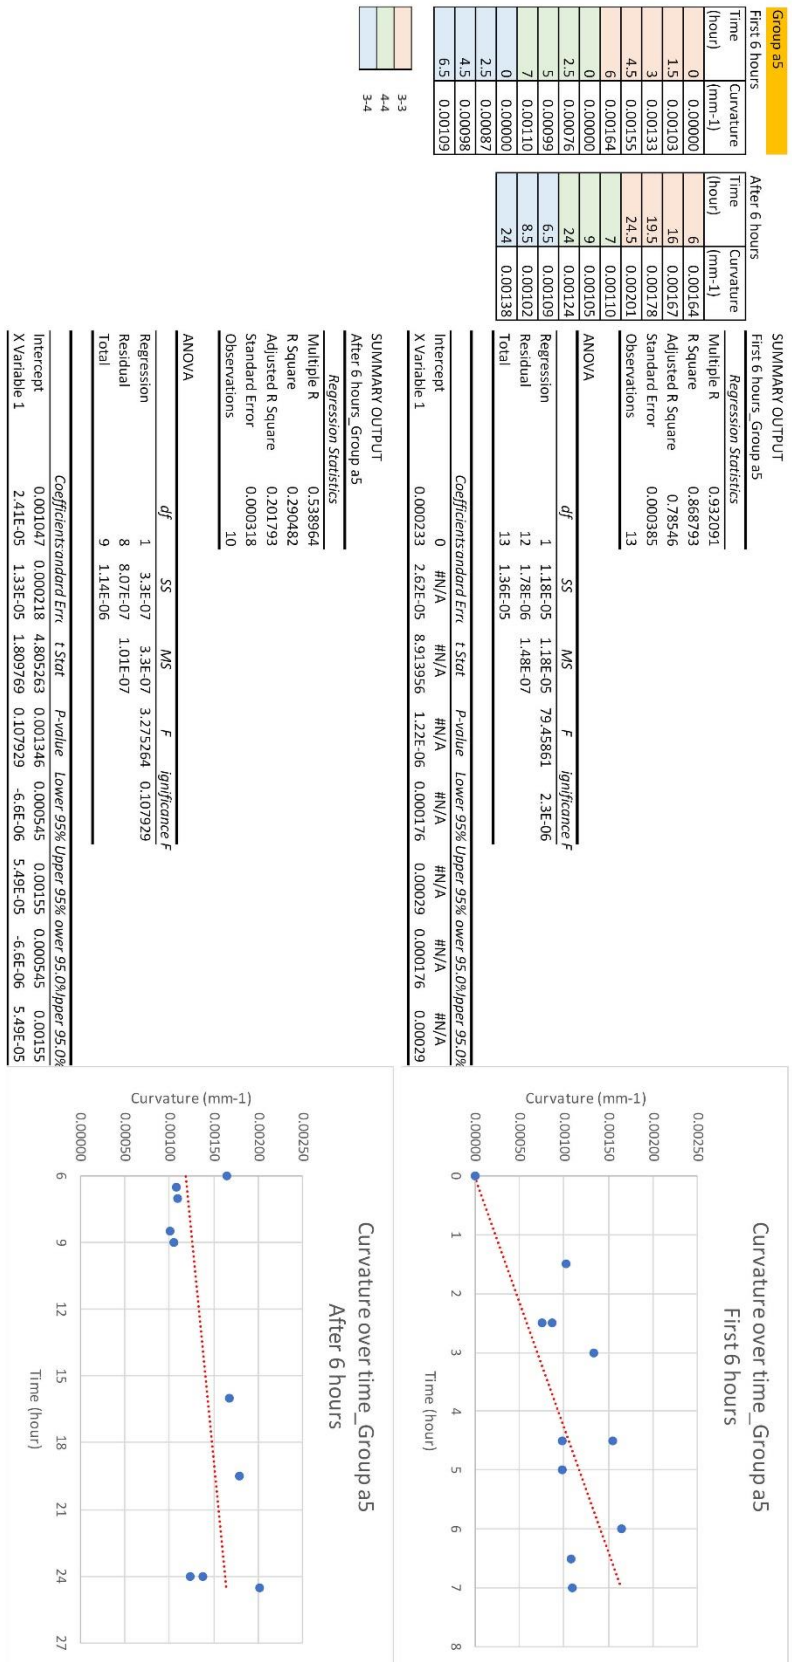 Group a5
First 6 hours
Time (hour) Curvature (mm-1)
0 0.00000
1.5 0.00103
3 0.00133
4.5 0.00155
6 0.00164
0 0.00000
2.5 0.00076
5 0.00099
7 0.00110
0 0.00000
2.5 0.00087
4.5 0.00098
6.5 0.00109
3-3
4-4
3-4
After 6 hours
Time (hour) Curvature (mm-1)
6 0.00164
16 0.00167
19.5 0.00178
24.5 0.00201
7 0.00110
9 0.00105
24 0.00124
6.5 0.00109
8.5 0.00102
24 0.00138
SUMMARY OUTPUT
First 6 hours_Group a5
Regression Statistics
Multiple R 0.932091
R Square 0.868793
Adjusted R Square 0.78546
Standard Error 0.000385
Observations 13
ANOVA
df SS MS F ignificance F
Regression 1 1.18E-05 1.18E-05 79.45861 2.3E-06
Residual 12 1.78E-06 1.48E-07
Total 13 1.36E-05
Coefficientsandard Errc t Stat P-value Lower 95% Upper 95% ower 95.0%Ipper 95.0%
Intercept 0 #N/A #N/A #N/A #N/A #N/A #N/A #N/A
X Variable 1 0.000233 2.62E-05 8.913956 1.22E-06 0.000176 0.00029 0.000176 0.00029
SUMMARY OUTPUT
After 6 hours_Group a5
Regression Statistics
Multiple R 0.538964
R Square 0.290482
Adjusted R Square 0.201793
Standard Error 0.000318
Observations 10
ANOVA
df SS MS F ignificance F
Regression 1 3.3E-07 3.3E-07 3.275264 0.107929
Residual 8 8.07E-07 1.01E-07
Total 9 1.14E-06
Coefficientsandard Errc t Stat P-value Lower 95% Upper 95% ower 95.0%Ipper 95.0%
Intercept 0.001047 0.000218 4.805263 0.001346 0.000545 0.00155 0.000545 0.00155
X Variable 1 2.41E-05 1.33E-05 1.809769 0.107929 -6.6E-06 5.49E-05 -6.6E-06 5.49E-05
Curvature over time_Group a5
First 6 hours
Curvature (mm-1)
0.00250
0.00200
0.00150
0.00100
0.00050
0.00000
0 1 2 3 4 5 6 7 8
Time (hour)
Curvature over time_Group a5
After 6 hours
Curvature (mm-1)
0.00250
0.00200
0.00150
0.00100
0.00050
0.00000
6 9 12 15 18 21 24 27
Time (hour)